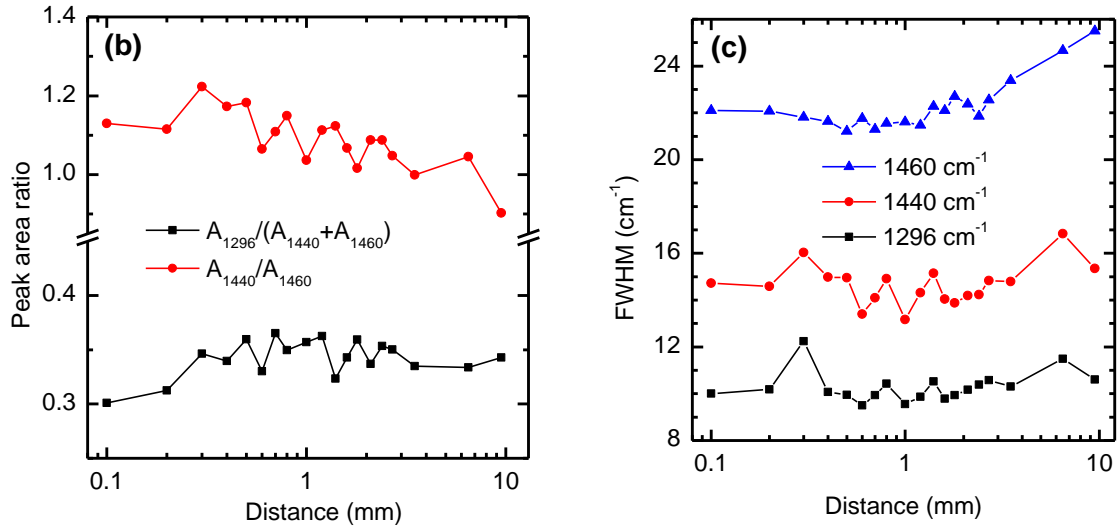 (b)
1.4
1.2
1.0
0.4
0.3
Peak area ratio
A1296/(A1440+A1460)
A1440/A1460
0.1
1
10
Distance (mm)
(c)
24
20
16
12
8
FWHM (cm-1)
1460 cm-1
1440 cm-1
1296 cm-1
0.1
1
10
Distance (mm)